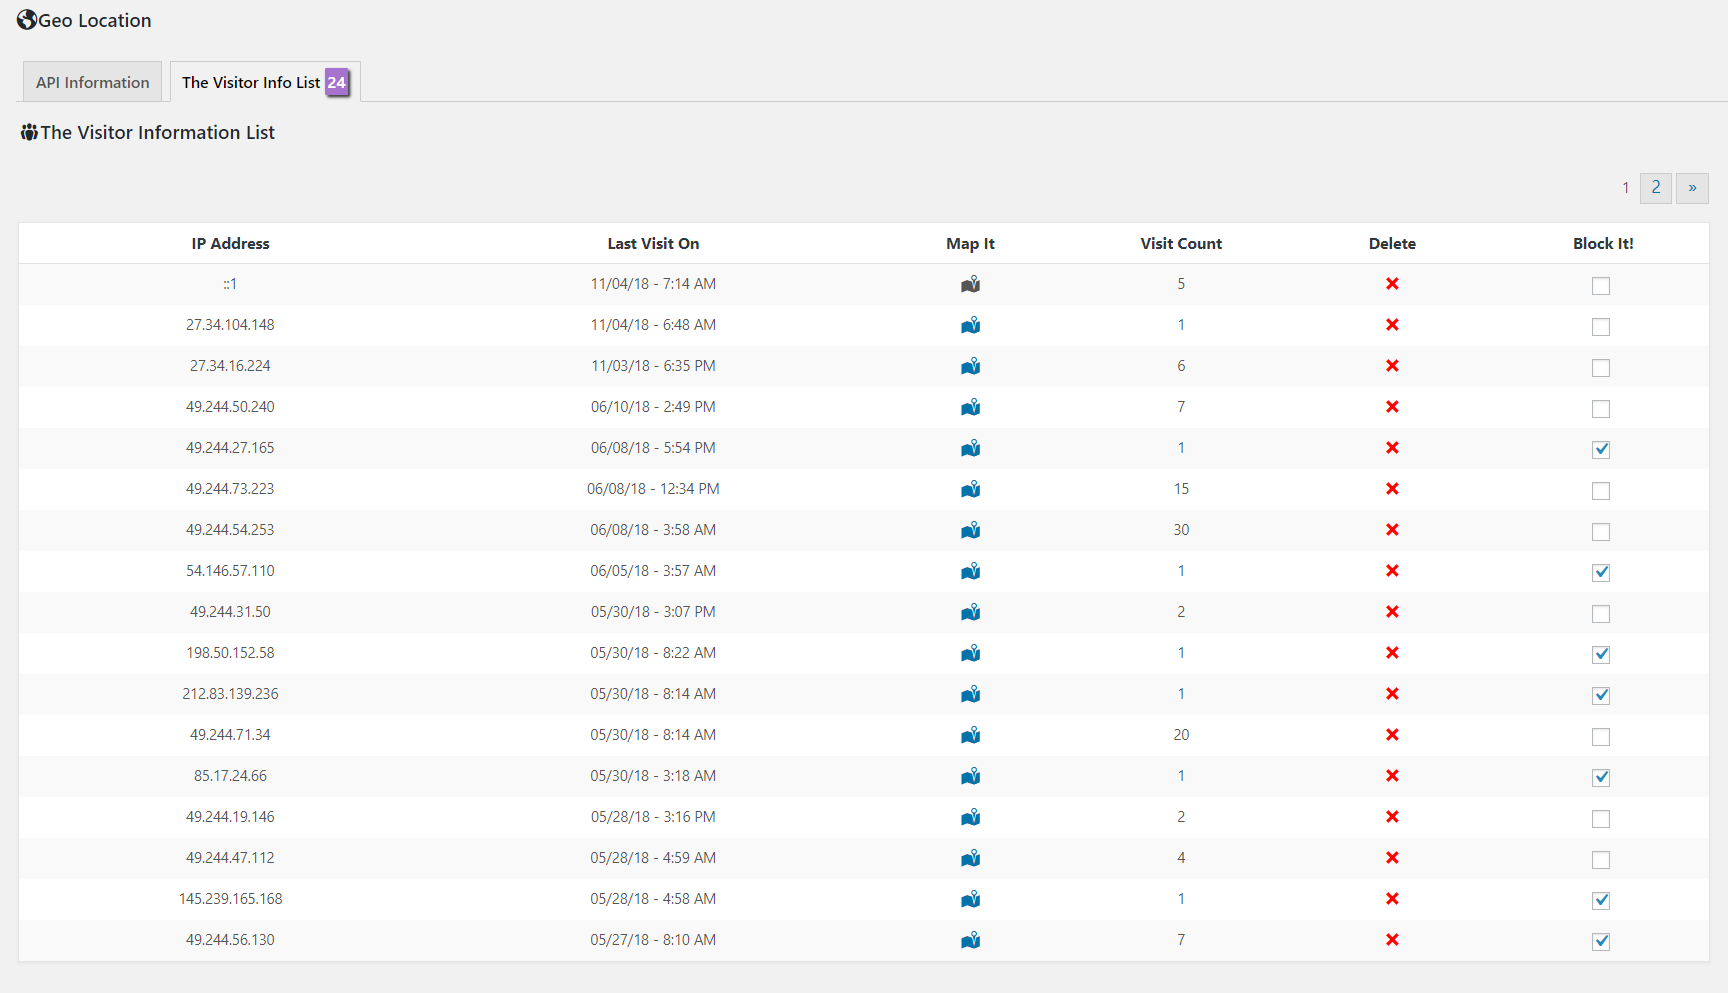 Geo Location
API Information The Visitor Info List 24
The Visitor Information List
1 2 »
IP Address Last Visit On Map It Visit Count Delete Block It!
::1 11/04/18 - 7:14 AM 5
27.34.104.148 11/04/18 - 6:48 AM 1
27.34.16.224 11/03/18 - 6:35 PM 6
49.244.50.240 06/10/18 - 2:49 PM 7
49.244.27.165 06/08/18 - 5:54 PM 1
49.244.73.223 06/08/18 - 12:34 PM 15
49.244.54.253 06/08/18 - 3:58 AM 30
54.146.57.110 06/05/18 - 3:57 AM 1
49.244.31.50 05/30/18 - 3:07 PM 2
198.50.152.58 05/30/18 - 8:22 AM 1
212.83.139.236 05/30/18 - 8:14 AM 1
49.244.71.34 05/30/18 - 8:14 AM 20
85.17.24.66 05/30/18 - 3:18 AM 1
49.244.19.146 05/28/18 - 3:16 PM 2
49.244.47.112 05/28/18 - 4:59 AM 4
145.239.165.168 05/28/18 - 4:58 AM 1
49.244.56.130 05/27/18 - 8:10 AM 7